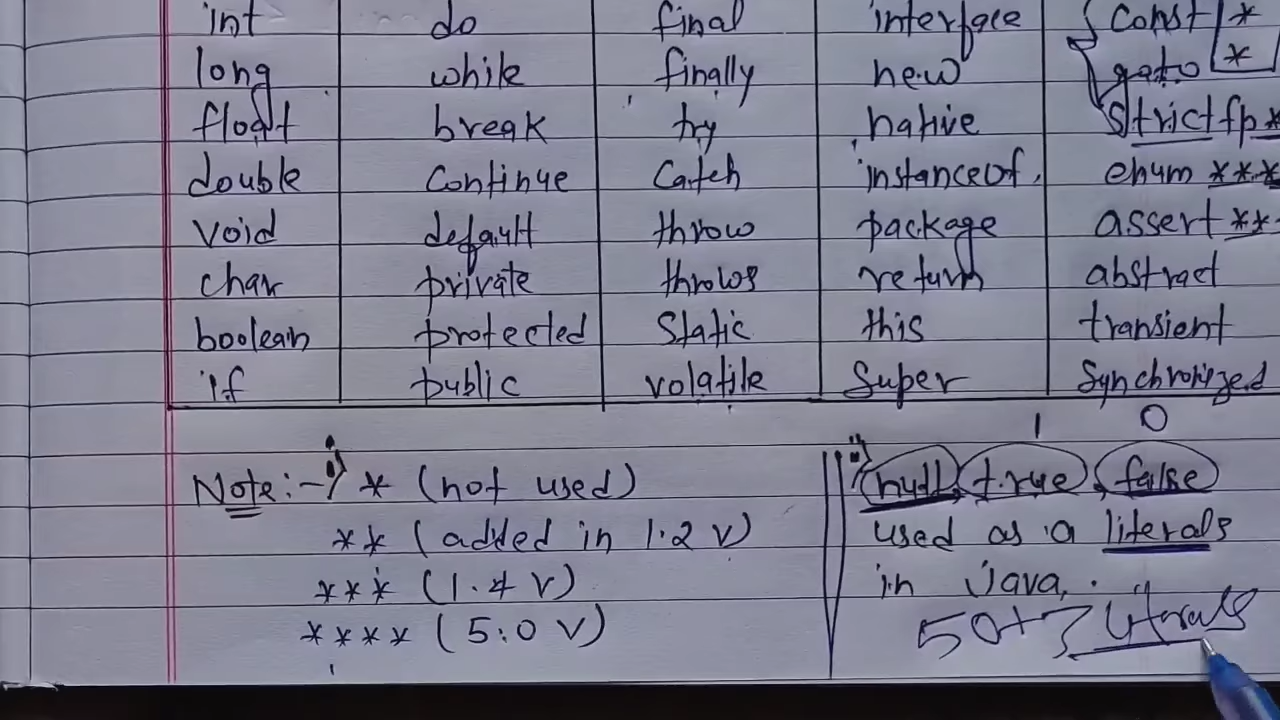 int do final interface const *
long while finally new goto *
float break try native strictfp *
double continue catch instanceof. enum ***
void default throw package assert **
char private throws return abstract
boolean protected static this transient
if public volatile super synchronized
1 0
Note:- i) * (not used)
** (added in 1.2 v)
*** (1.4 v)
**** (5.0 v)
ii) null, true, false
used as a literals
in Java.
50+3 literals